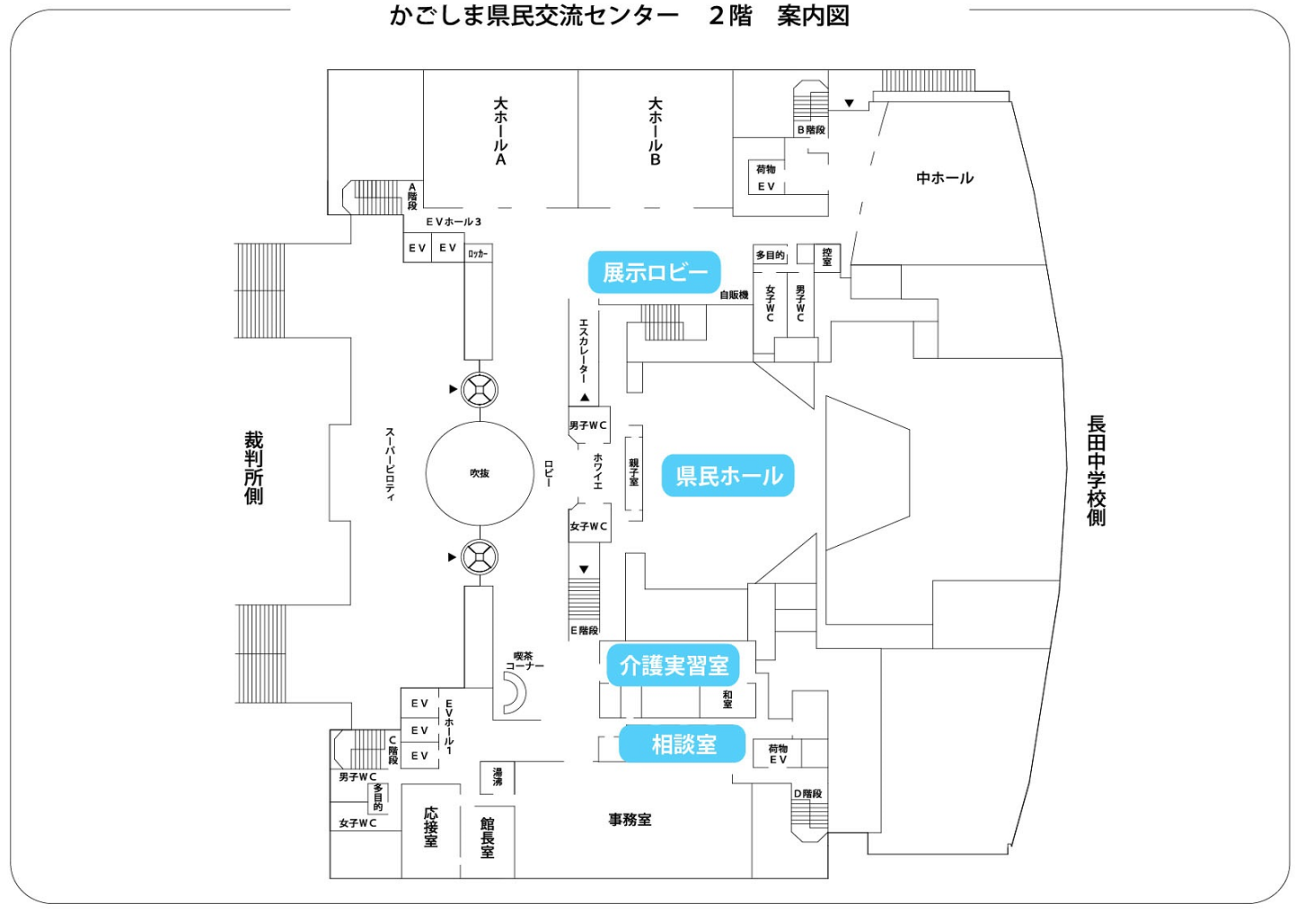 かごしま県民交流センター　２階　案内図
大ホールA
大ホールB
B階段
荷物
EV
中ホール
A階段
EVホール3
EV
EV
ロッカー
展示ロビー
多目的
控室
自販機
女子WC
男子WC
エスカレーター
男子WC
裁判所側
スーパーピロティ
吹抜
ロビー
ホワイエ
親子室
県民ホール
長田中学校側
女子WC
E階段
喫茶
コーナー
介護実習室
和室
EV
EV
EV
EVホール1
C階段
相談室
荷物
EV
男子WC
多目的
女子WC
湯沸
応接室
館長室
事務室
D階段